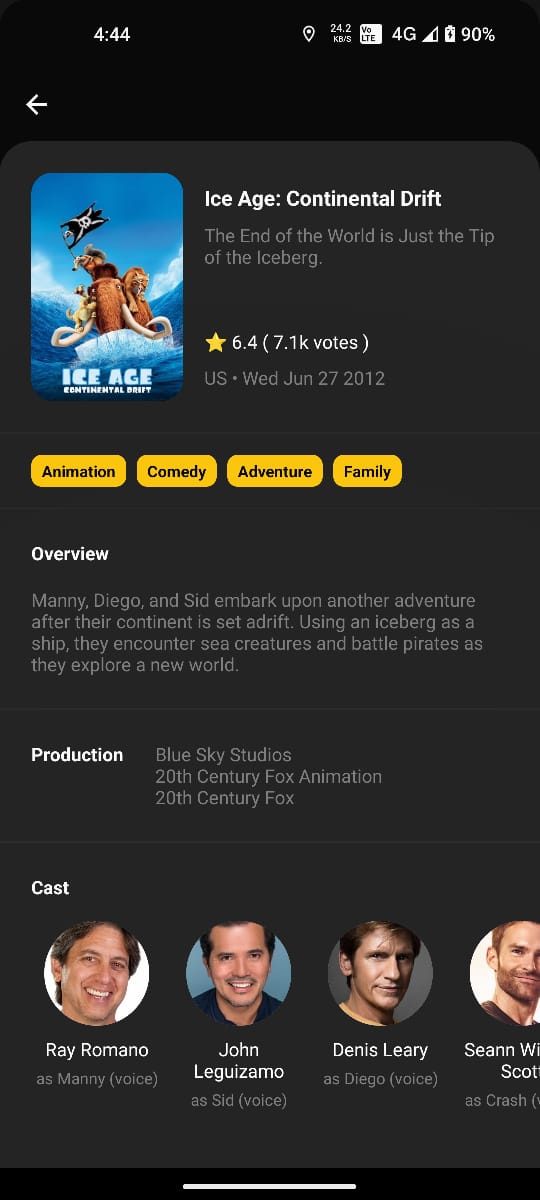 4:44
24.2
KB/S
Vo
LTE
4G
90%
Ice Age: Continental Drift
The End of the World is Just the Tip
of the Iceberg.
⭐ 6.4 ( 7.1k votes )
US • Wed Jun 27 2012
ICE AGE
CONTINENTAL DRIFT
Animation Comedy Adventure Family
Overview
Manny, Diego, and Sid embark upon another adventure
after their continent is set adrift. Using an iceberg as a
ship, they encounter sea creatures and battle pirates as
they explore a new world.
Production
Blue Sky Studios
20th Century Fox Animation
20th Century Fox
Cast
Ray Romano
as Manny (voice)
John
Leguizamo
as Sid (voice)
Denis Leary
as Diego (voice)
Seann Wi
Scott
as Crash (v